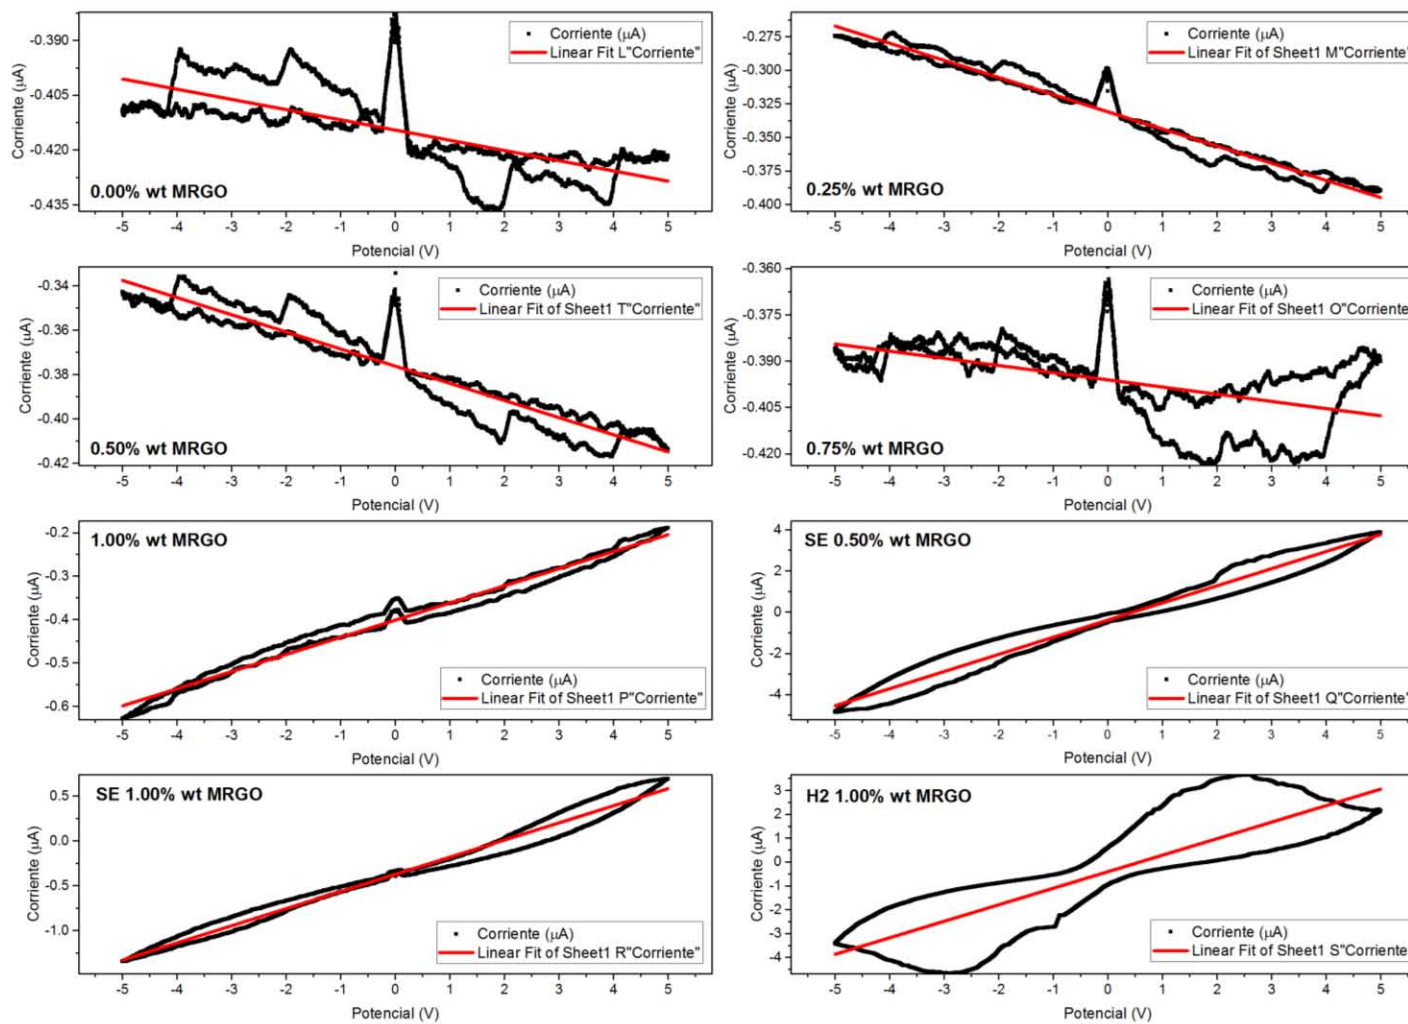 Corriente (µA)
Linear Fit L"Corriente"
0.00% wt MRGO
-0.390
-0.405
-0.420
-0.435
Corriente (µA)
-5 -4 -3 -2 -1 0 1 2 3 4 5
Potencial (V)
Corriente (µA)
Linear Fit of Sheet1 M"Corriente"
0.25% wt MRGO
-0.275
-0.300
-0.325
-0.350
-0.375
-0.400
Corriente (µA)
-5 -4 -3 -2 -1 0 1 2 3 4 5
Potencial (V)
Corriente (µA)
Linear Fit of Sheet1 T"Corriente"
0.50% wt MRGO
-0.34
-0.36
-0.38
-0.40
-0.42
Corriente (µA)
-5 -4 -3 -2 -1 0 1 2 3 4 5
Potencial (V)
Corriente (µA)
Linear Fit of Sheet1 O"Corriente
0.75% wt MRGO
-0.360
-0.375
-0.390
-0.405
-0.420
Corriente (µA)
-5 -4 -3 -2 -1 0 1 2 3 4 5
Potencial (V)
1.00% wt MRGO
Corriente (µA)
Linear Fit of Sheet1 P"Corriente"
-0.2
-0.3
-0.4
-0.5
-0.6
Corriente (µA)
-5 -4 -3 -2 -1 0 1 2 3 4 5
Potencial (V)
SE 0.50% wt MRGO
Corriente (µA)
Linear Fit of Sheet1 Q"Corriente"
4
2
0
-2
-4
Corriente (µA)
-5 -4 -3 -2 -1 0 1 2 3 4 5
Potencial (V)
SE 1.00% wt MRGO
Corriente (µA)
Linear Fit of Sheet1 R"Corriente"
0.5
0.0
-0.5
-1.0
Corriente (µA)
-5 -4 -3 -2 -1 0 1 2 3 4 5
Potencial (V)
H2 1.00% wt MRGO
Corriente (µA)
Linear Fit of Sheet1 S"Corriente
3
2
1
0
-1
-2
-3
-4
Corriente (µA)
-5 -4 -3 -2 -1 0 1 2 3 4 5
Potencial (V)